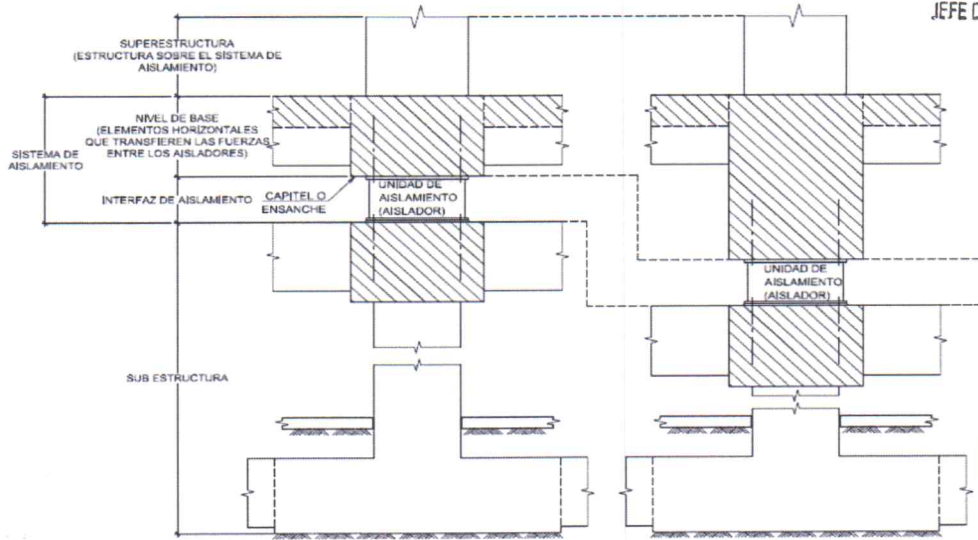 JEFE D
SUPERESTRUCTURA
(ESTRUCTURA SOBRE EL SISTEMA DE
AISLAMIENTO)
NIVEL DE BASE
(ELEMENTOS HORIZONTALES
QUE TRANSFIEREN LAS FUERZAS
ENTRE LOS AISLADORES)
SISTEMA DE
AISLAMIENTO
INTERFAZ DE AISLAMIENTO
CAPITEL O
ENSANCHE
UNIDAD DE
AISLAMIENTO
(AISLADOR)
UNIDAD DE
AISLAMIENTO
(AISLADOR)
SUB ESTRUCTURA